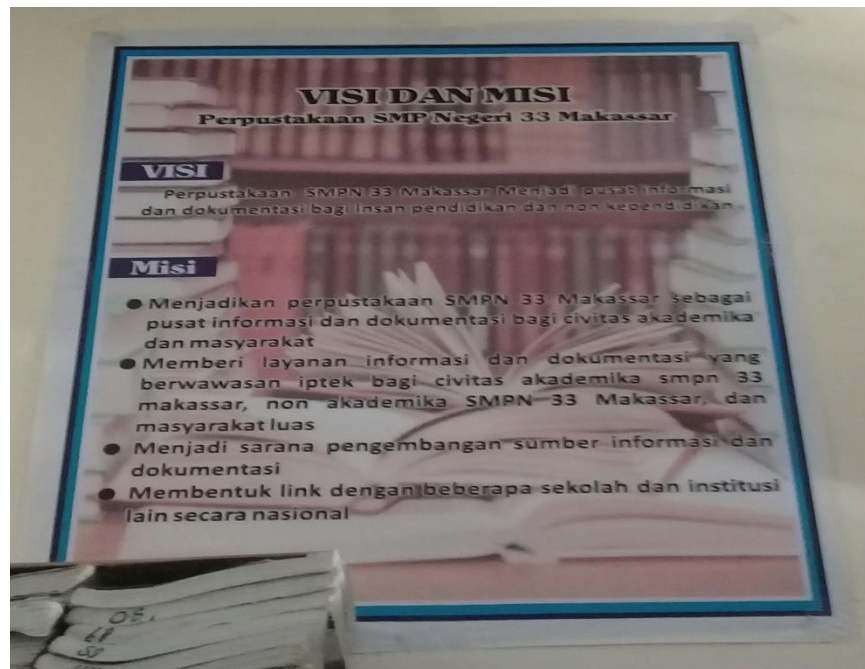 VISI DAN MISI
Perpustakaan SMP Negeri 33 Makassar
VISI
Perpustakaan SMPN 33 Makassar Menjadi pusat informasi
dan dokumentasi bagi insan pendidikan dan non kependidikan
Misi
● Menjadikan perpustakaan SMPN 33 Makassar sebagai
pusat informasi dan dokumentasi bagi civitas akademika
dan masyarakat
● Memberi layanan informasi dan dokumentasi yang
berwawasan iptek bagi civitas akademika smpn 33
makassar, non akademika SMPN 33 Makassar, dan
masyarakat luas
● Menjadi sarana pengembangan sumber informasi dan
dokumentasi
● Membentuk link dengan beberapa sekolah dan institusi
lain secara nasional